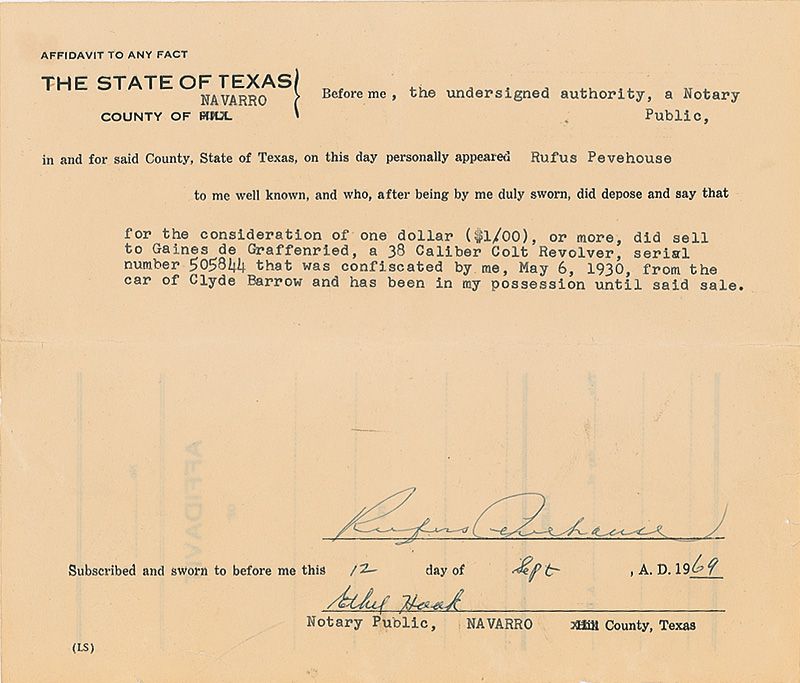 AFFIDAVIT TO ANY FACT
THE STATE OF TEXAS
NAVARRO
COUNTY OF HILL
Before me, the undersigned authority, a Notary
Public,
in and for said County, State of Texas, on this day personally appeared Rufus Pevehouse
to me well known, and who, after being by me duly sworn, did depose and say that
for the consideration of one dollar ($1/00), or more, did sell
to Gaines de Graffenried, a 38 Caliber Colt Revolver, serial
number 505844 that was confiscated by me, May 6, 1930, from the
car of Clyde Barrow and has been in my possession until said sale.
AFFIDAVIT
Rufus Pevehouse
Subscribed and sworn to before me this 12 day of Sept, A. D. 1969
Ethel Hook
Notary Public, NAVARRO Hill County, Texas
(LS)